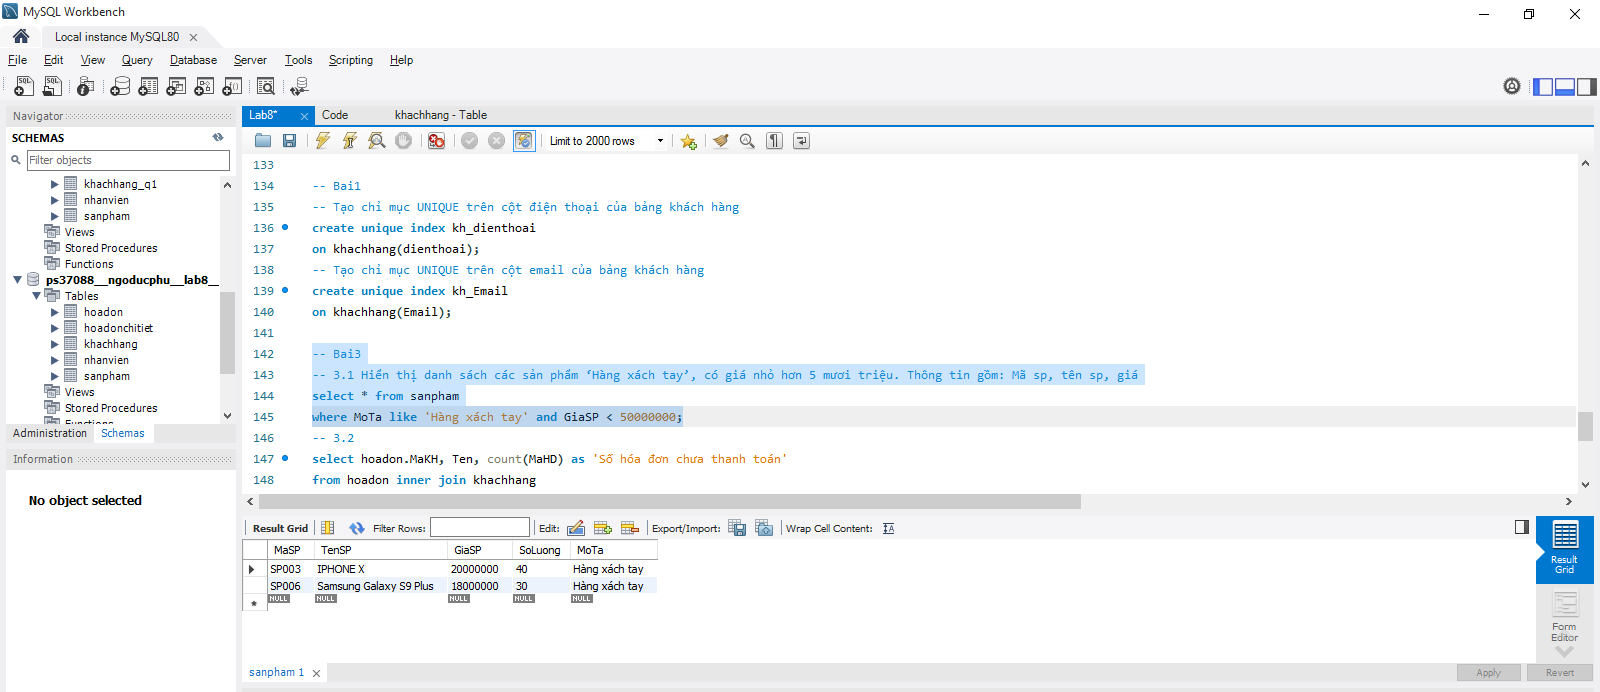 MySQL Workbench
Local instance MySQL80
File Edit View Query Database Server Tools Scripting Help
Navigator
SCHEMAS
Filter objects
khachhang_q1
nhanvien
sanpham
Views
Stored Procedures
Functions
ps37088__ngoducphu__lab8__
Tables
hoadon
hoadonchitiet
khachhang
nhanvien
sanpham
Views
Stored Procedures
Functions
Administration Schemas
Information
No object selected
Lab8* Code khachhang - Table
Limit to 2000 rows
133
134 -- Bai1
135 -- Tạo chỉ mục UNIQUE trên cột điện thoại của bảng khách hàng
136 create unique index kh_dienthoai
137 on khachhang(dienthoai);
138 -- Tạo chỉ mục UNIQUE trên cột email của bảng khách hàng
139 create unique index kh_Email
140 on khachhang(Email);
141
142 -- Bai3
143 -- 3.1 Hiển thị danh sách các sản phẩm ‘Hàng xách tay’, có giá nhỏ hơn 5 mươi triệu. Thông tin gồm: Mã sp, tên sp, giá
144 select * from sanpham
145 where MoTa like 'Hàng xách tay' and GiaSP < 50000000;
146 -- 3.2
147 select hoadon.MaKH, Ten, count(MaHD) as 'Số hóa đơn chưa thanh toán'
148 from hoadon inner join khachhang
Result Grid Filter Rows: Edit: Export/Import: Wrap Cell Content:
MaSP TenSP GiaSP SoLuong MoTa
SP003 IPHONE X 20000000 40 Hàng xách tay
SP006 Samsung Galaxy S9 Plus 18000000 30 Hàng xách tay
NULL NULL NULL NULL NULL
Result Grid
Form Editor
sanpham 1
Apply Revert